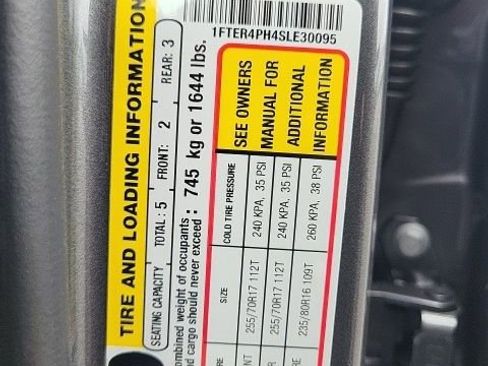 1FTER4PH4SLE30095
TIRE AND LOADING INFORMATION
SEATING CAPACITY TOTAL: 5 FRONT: 2 REAR: 3
ombined weight of occupants
nd cargo should never exceed: 745 kg or 1644 lbs.
SIZE COLD TIRE PRESSURE SEE OWNERS
MANUAL FOR
ADDITIONAL
INFORMATION
NT 255/70R17 112T 240 KPA, 35 PSI
R 255/70R17 112T 240 KPA, 35 PSI
RE 235/80R16 109T 260 KPA, 38 PSI